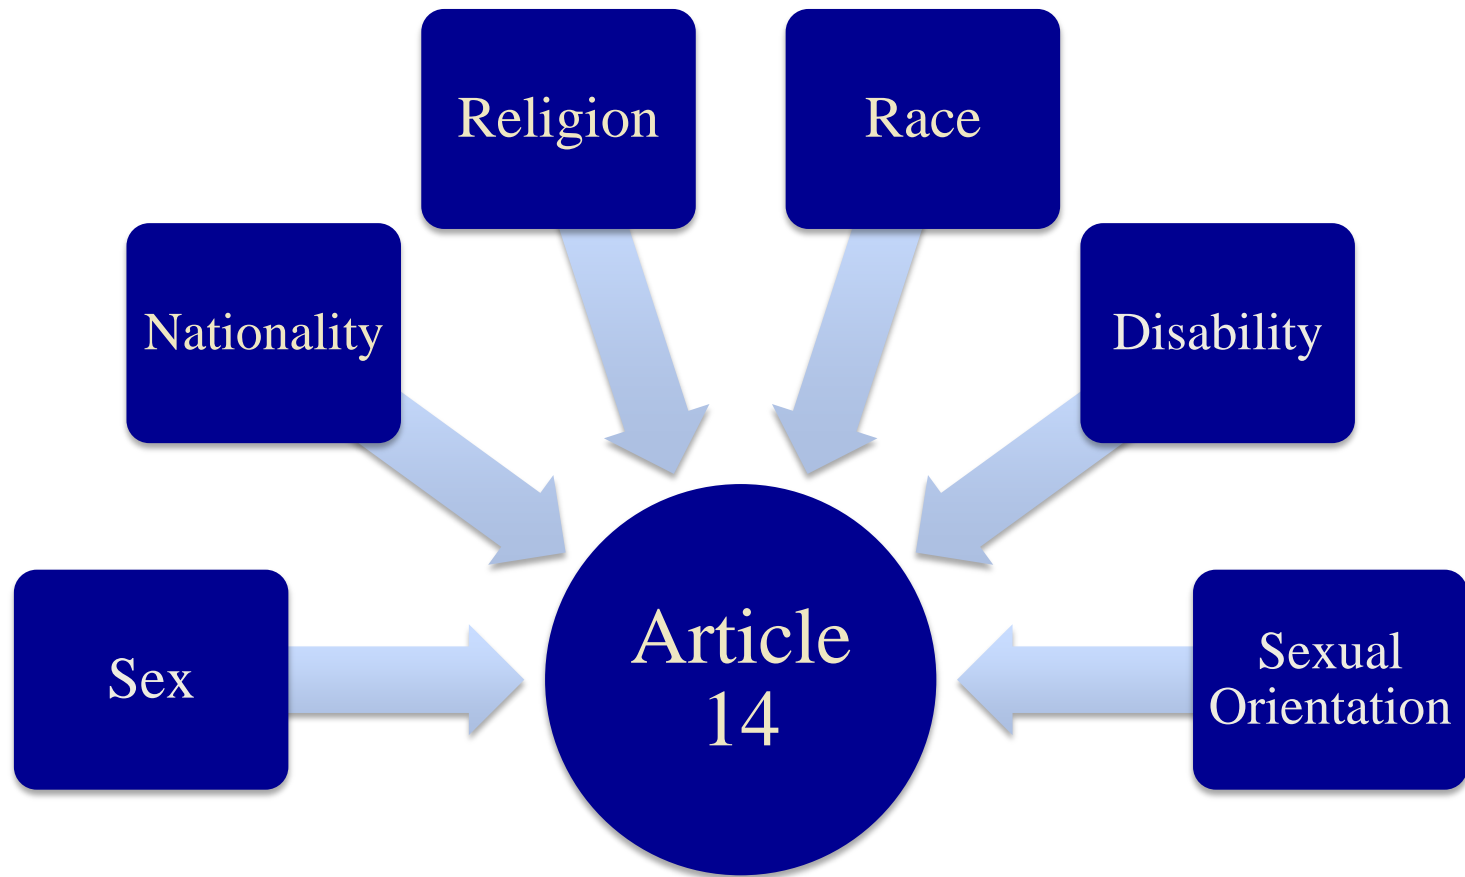 Religion
Race
Nationality
Disability
Sex
Article
14
Sexual
Orientation